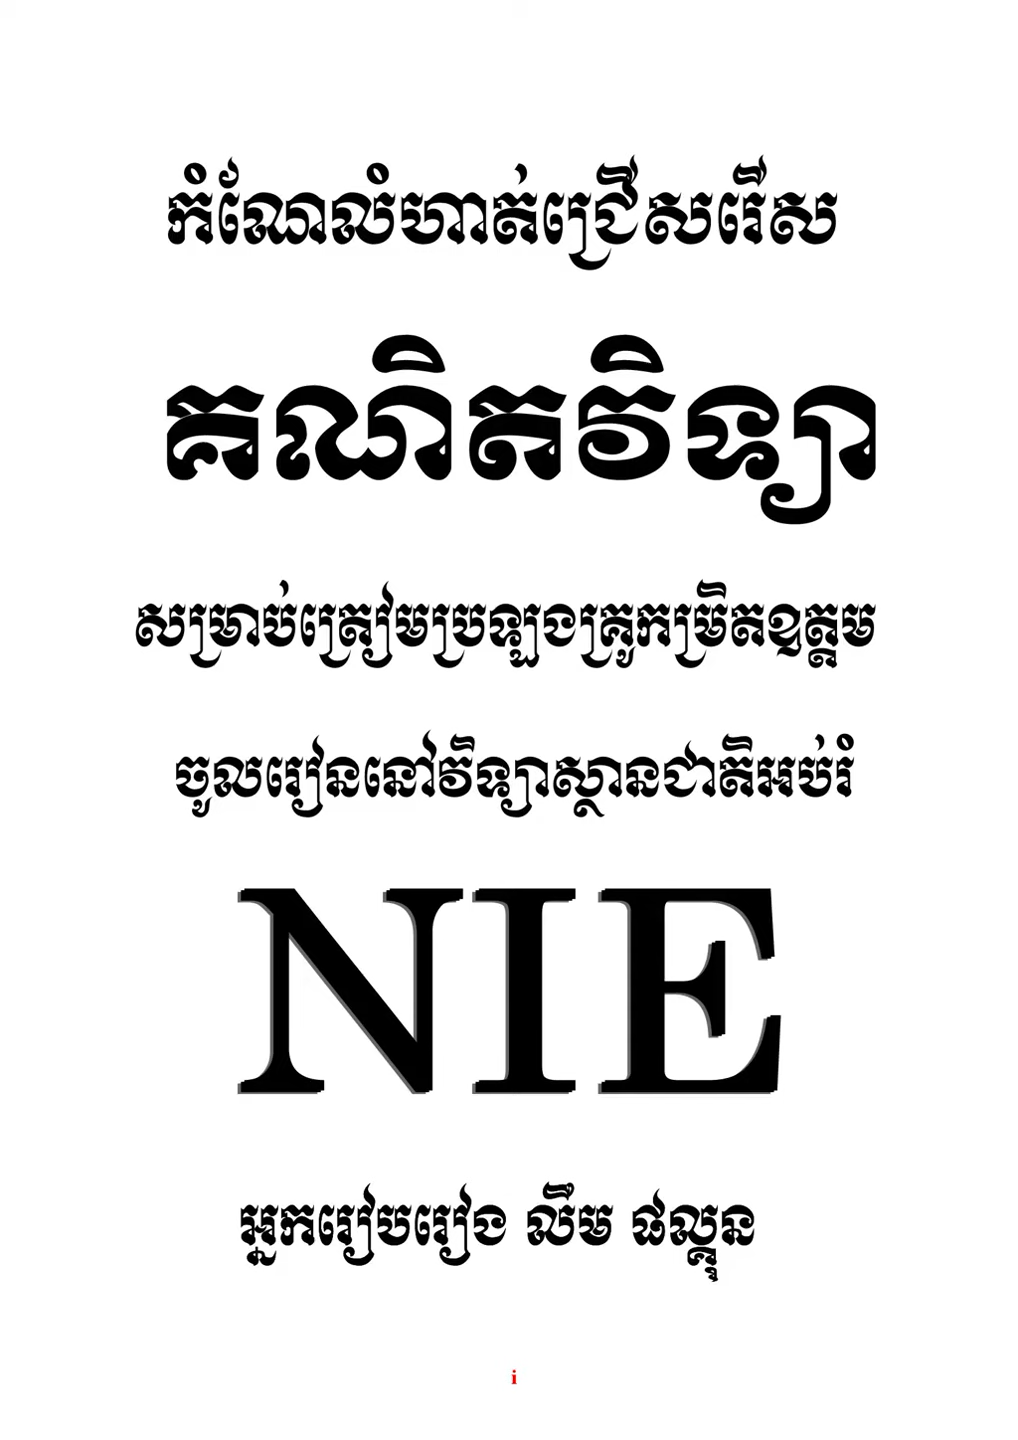 កំណែលំហាត់ជ្រើសរើស
គណិតវិទ្យា
សម្រាប់ត្រៀមប្រឡងគ្រូកម្រិតឧត្តម
ចូលរៀននៅវិទ្យាស្ថានជាតិអប់រំ
NIE
អ្នករៀបរៀង លឹម ផល្គុន
i